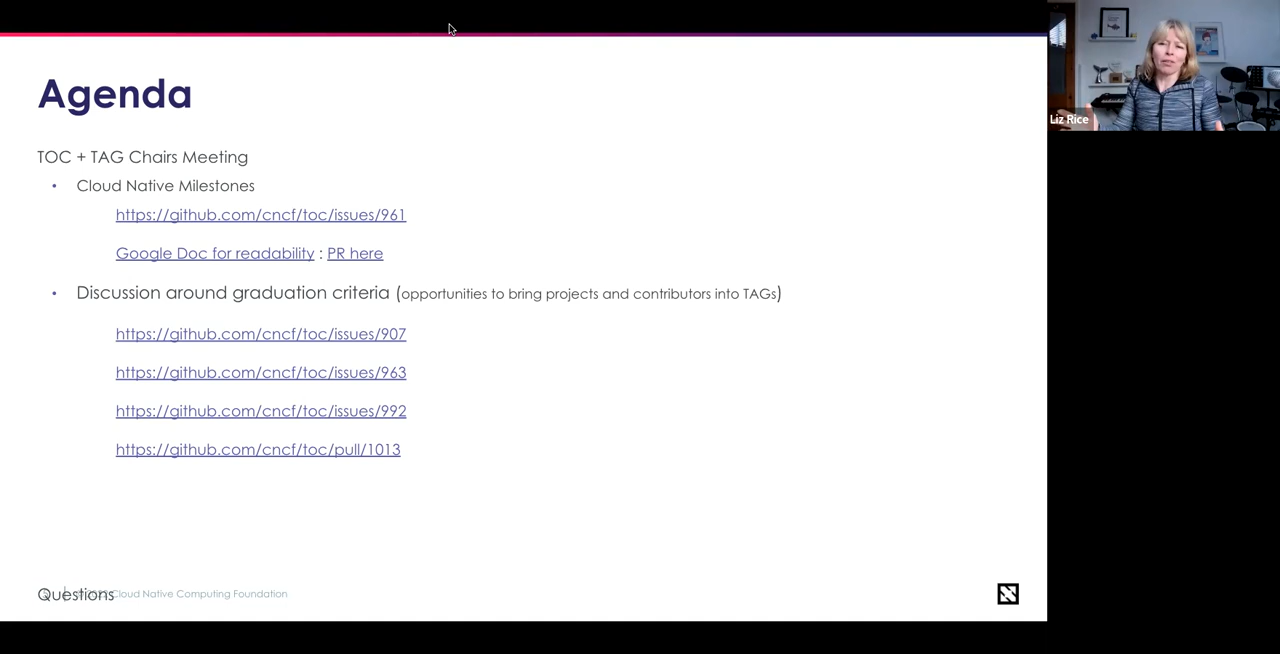 Agenda
TOC + TAG Chairs Meeting
• Cloud Native Milestones
https://github.com/cncf/toc/issues/961
Google Doc for readability : PR here
• Discussion around graduation criteria (opportunities to bring projects and contributors into TAGs)
https://github.com/cncf/toc/issues/907
https://github.com/cncf/toc/issues/963
https://github.com/cncf/toc/issues/992
https://github.com/cncf/toc/pull/1013
Questions
Cloud Native Computing Foundation
Liz Rice